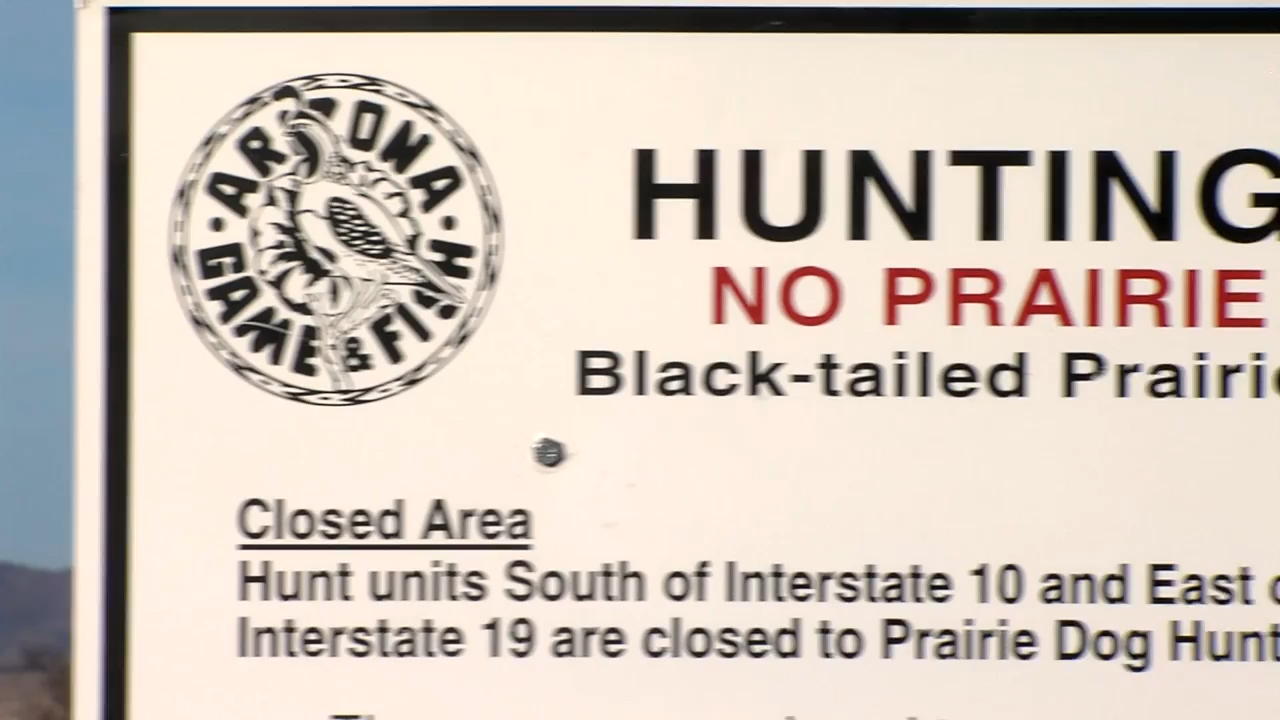 ARIZONA
GAME & FISH
HUNTING
NO PRAIRIE
Black-tailed Prairie
Closed Area
Hunt units South of Interstate 10 and East
Interstate 19 are closed to Prairie Dog Hunt